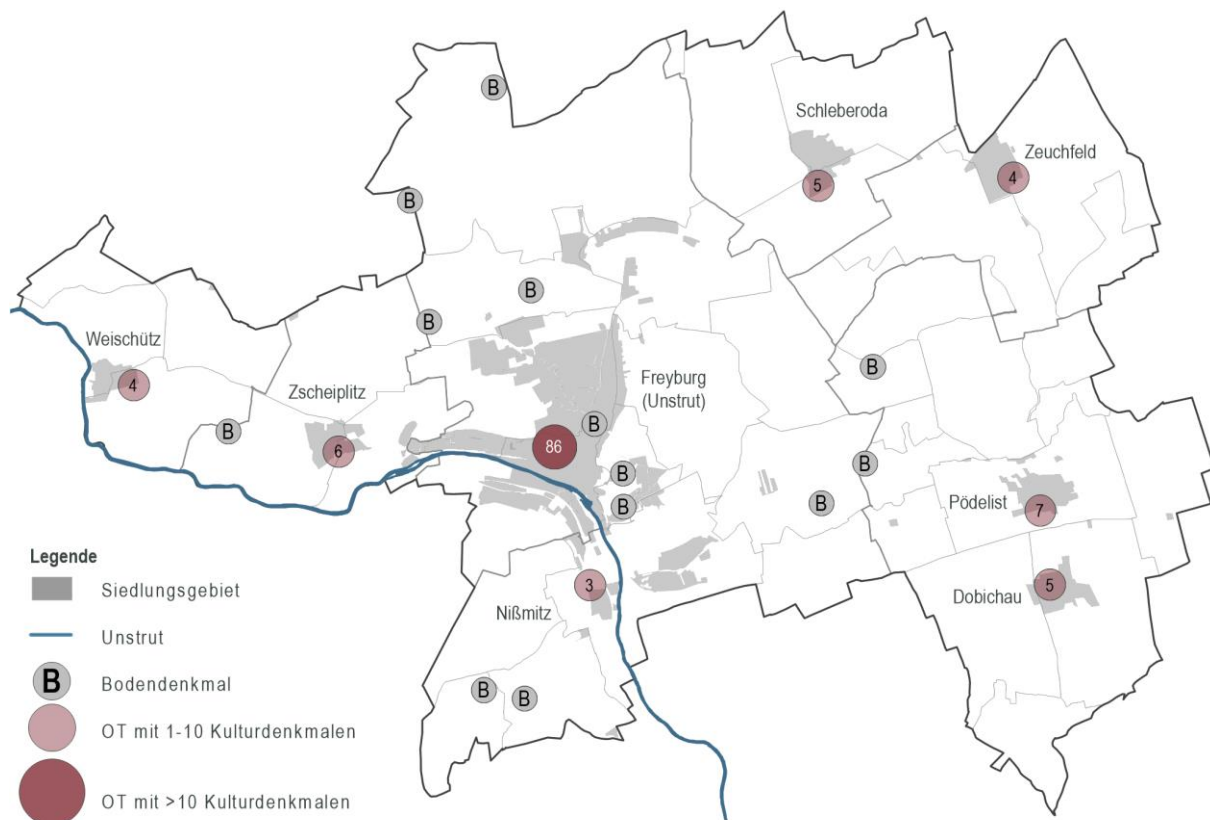 B
Schleberoda
Zeuchfeld
5
4
B
B
B
Weischütz
4
Zscheiplitz
Freyburg
(Unstrut)
B
B
6
86
B
B
B
B
B
Pödelist
7
Legende
Siedlungsgebiet
Unstrut
B
Bodendenkmal
OT mit 1-10 Kulturdenkmalen
OT mit >10 Kulturdenkmalen
3
Nißmitz
Dobichau
5
B
B